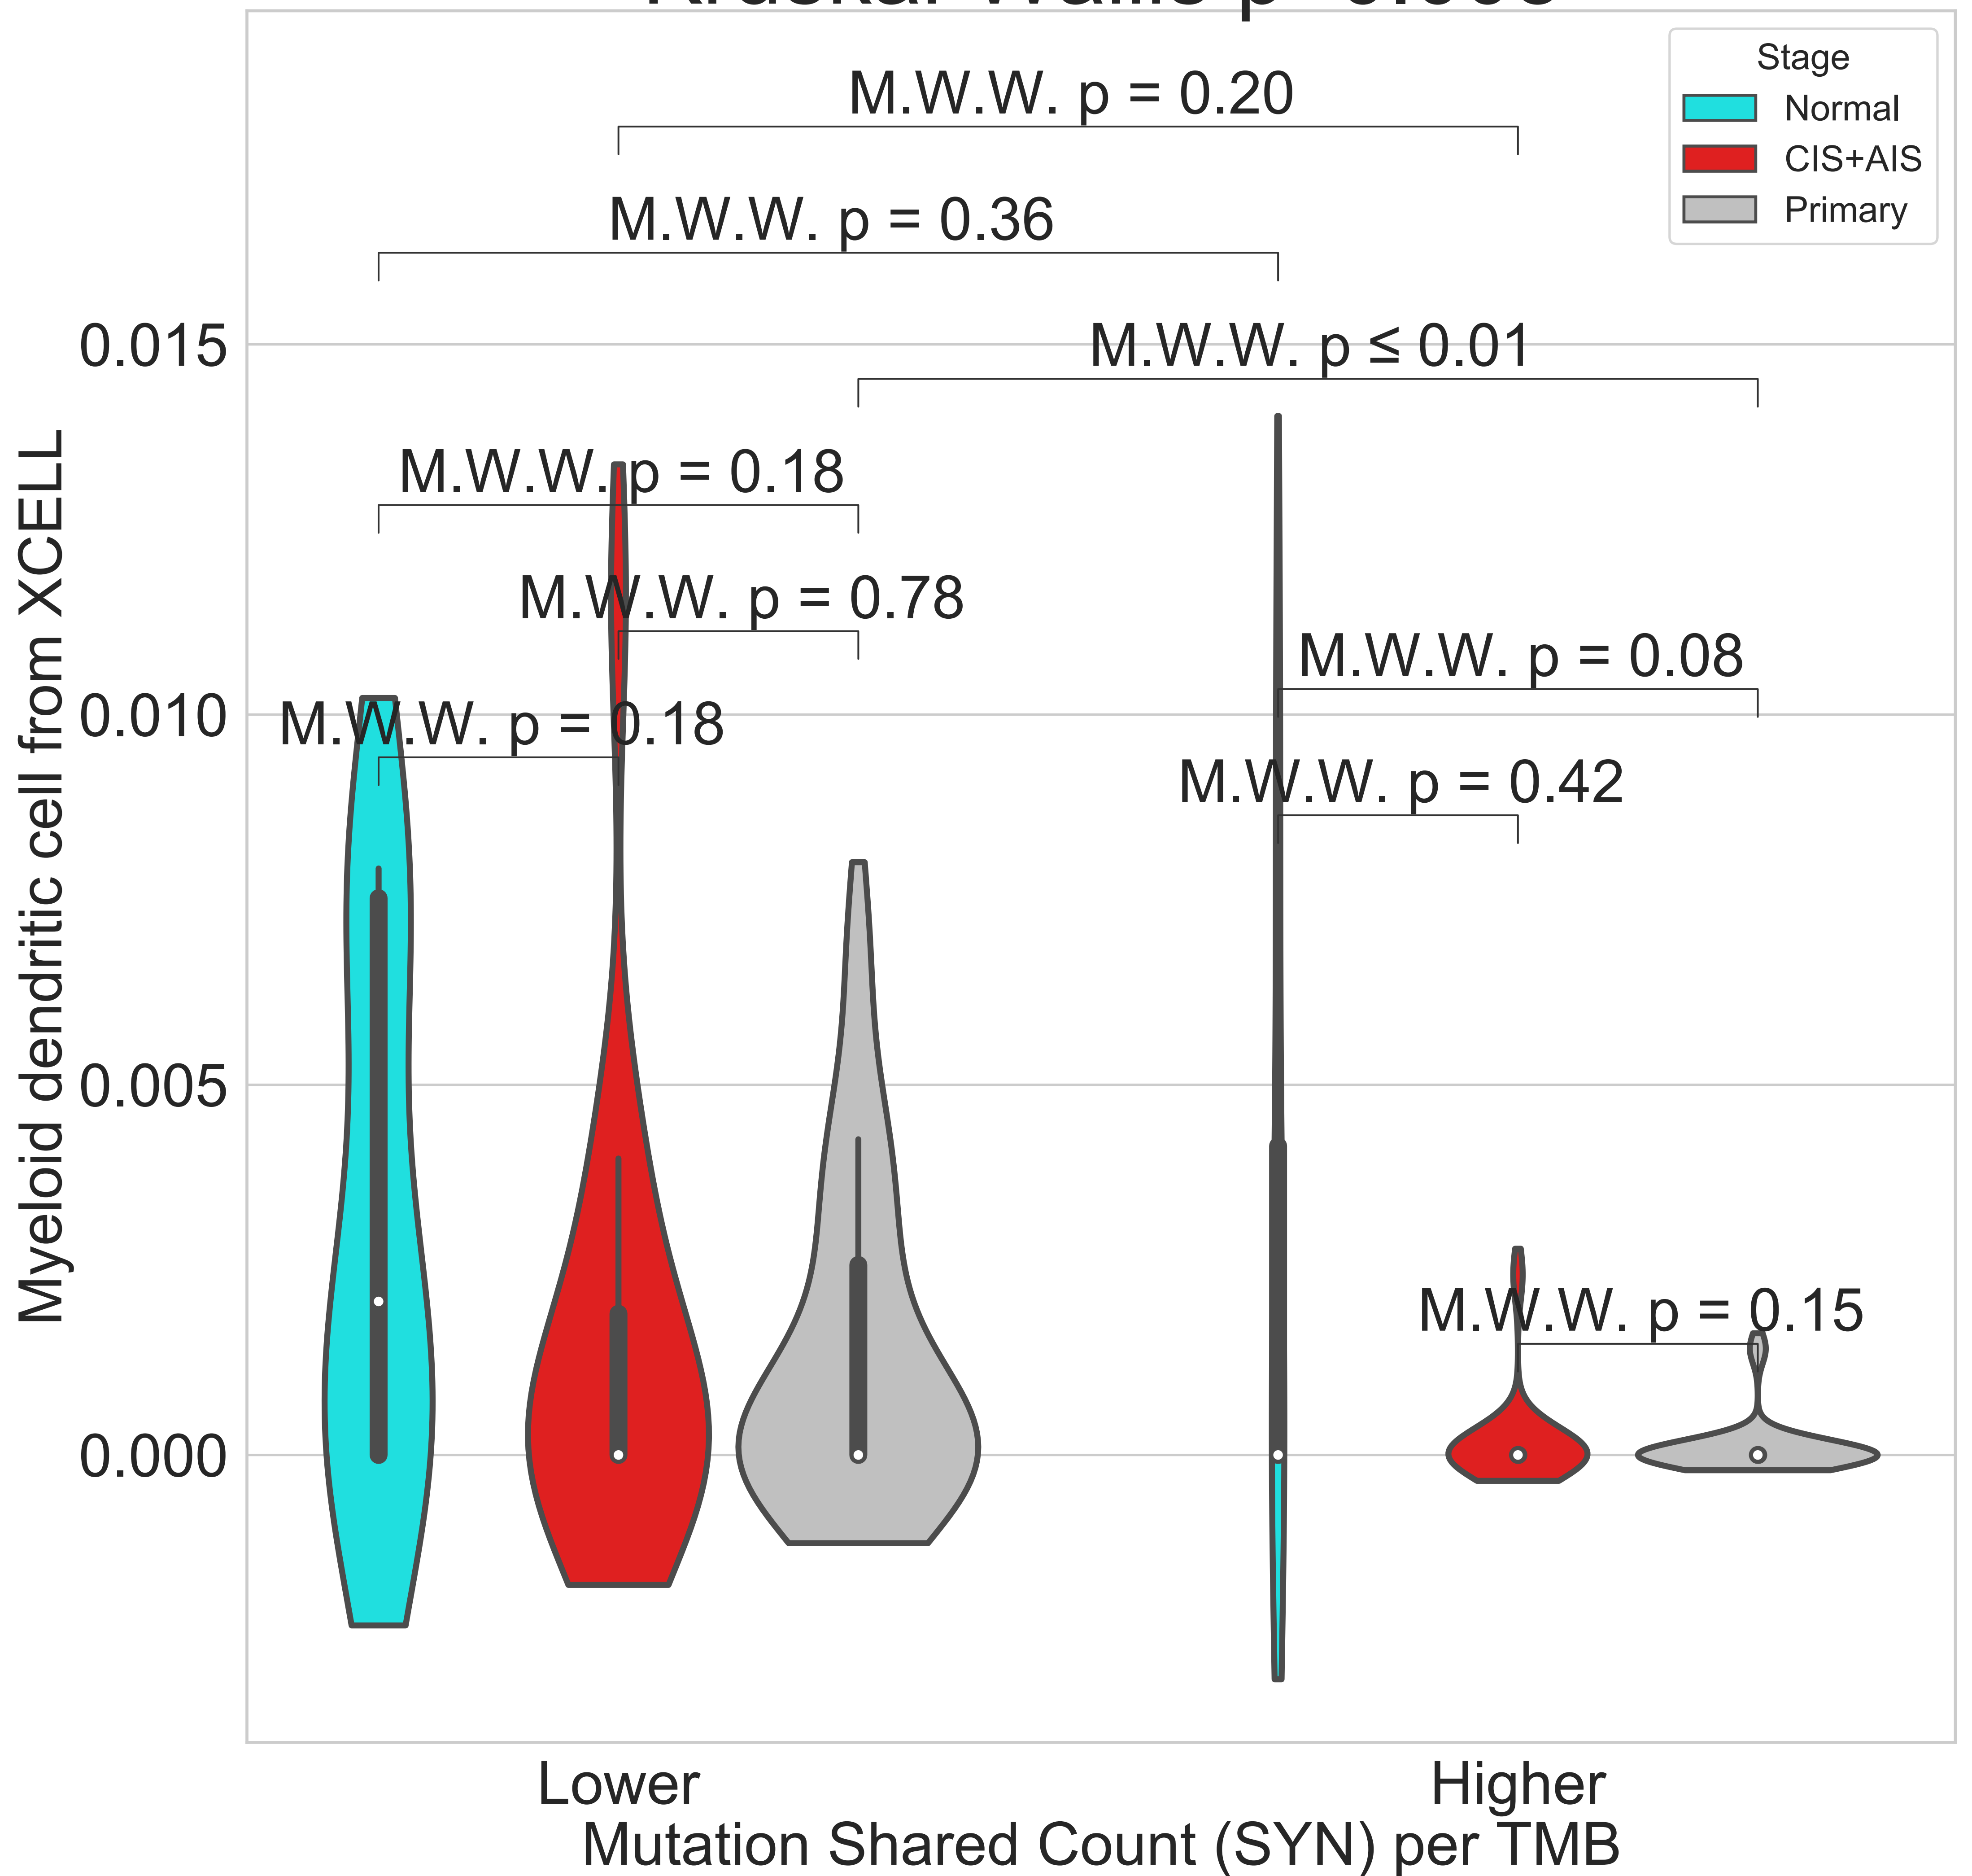 Stage
Normal
CIS+AIS
Primary
M.W.W. p = 0.20
M.W.W. p = 0.36
M.W.W. p ≤ 0.01
M.W.W. p = 0.18
M.W.W. p = 0.78
M.W.W. p = 0.08
M.W.W. p = 0.18
M.W.W. p = 0.42
M.W.W. p = 0.15
0.015
0.010
0.005
0.000
Myeloid dendritic cell from XCELL
Lower
Higher
Mutation Shared Count (SYN) per TMB